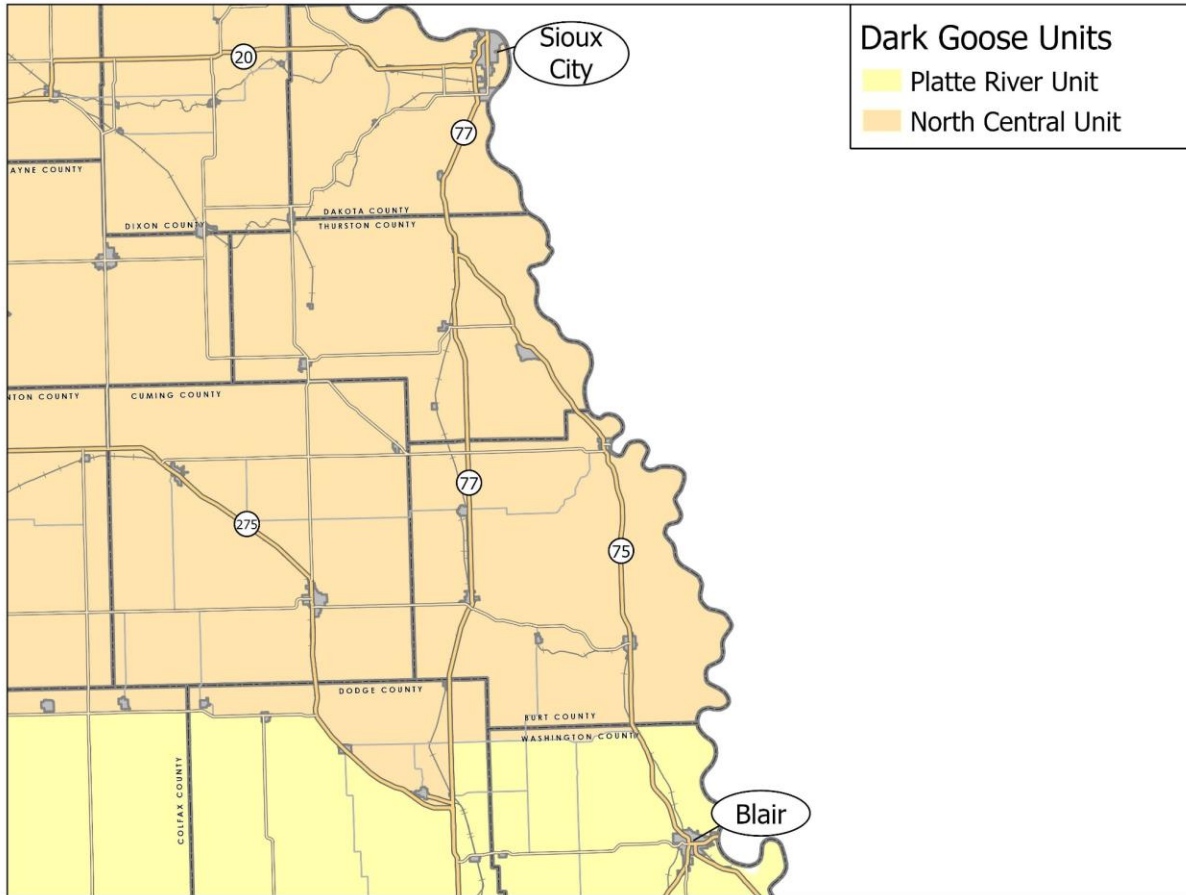 Sioux
City
Dark Goose Units
Platte River Unit
North Central Unit
20
77
AYNE COUNTY
DIXON COUNTY
DAKOTA COUNTY
THURSTON COUNTY
NTON COUNTY
CUMING COUNTY
77
275
75
DODGE COUNTY
BURT COUNTY
WASHINGTON COUNTY
COLFAX COUNTY
Blair